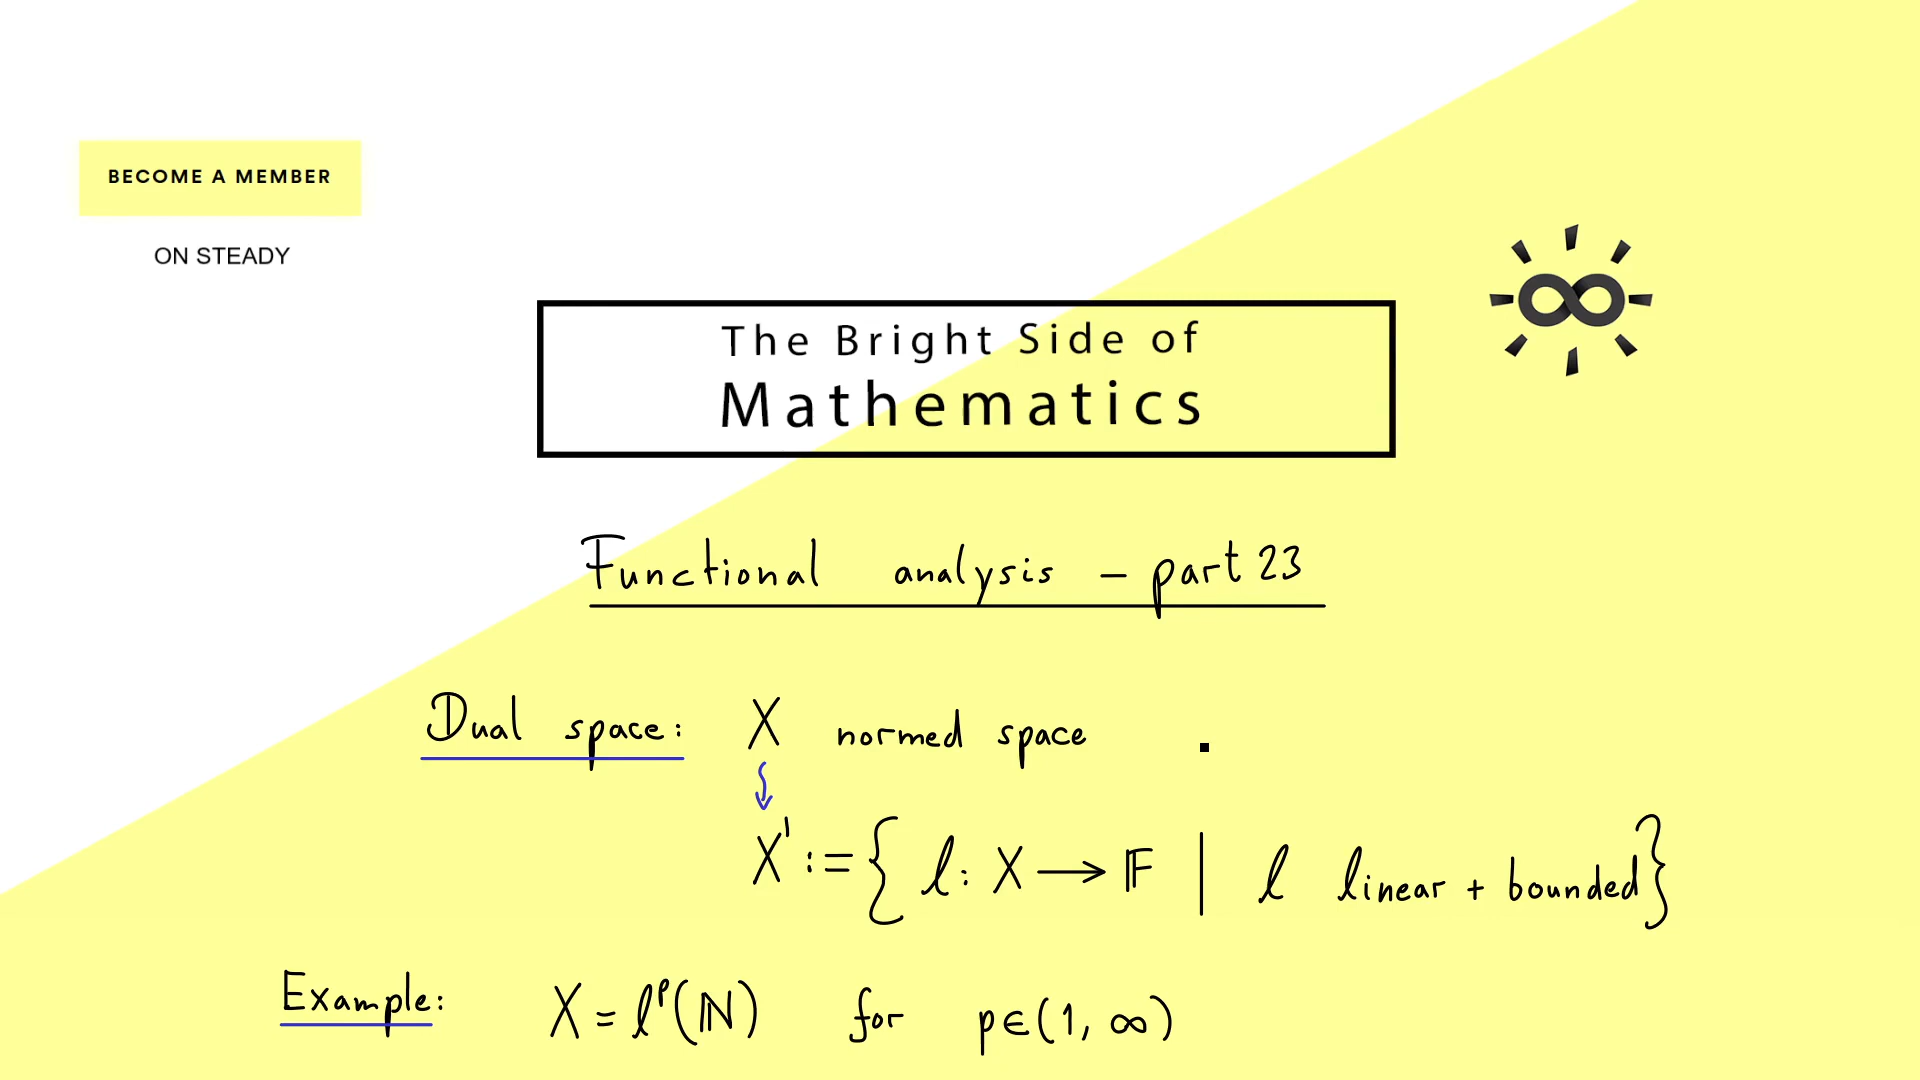 BECOME A MEMBER
ON STEADY
The Bright Side of
Mathematics
Functional analysis – part 23
Dual space: X normed space
X' := { l: X ⟶ 𝔽 | l linear + bounded }
Example: X = lᵖ(ℕ) for p∈(1, ∞)